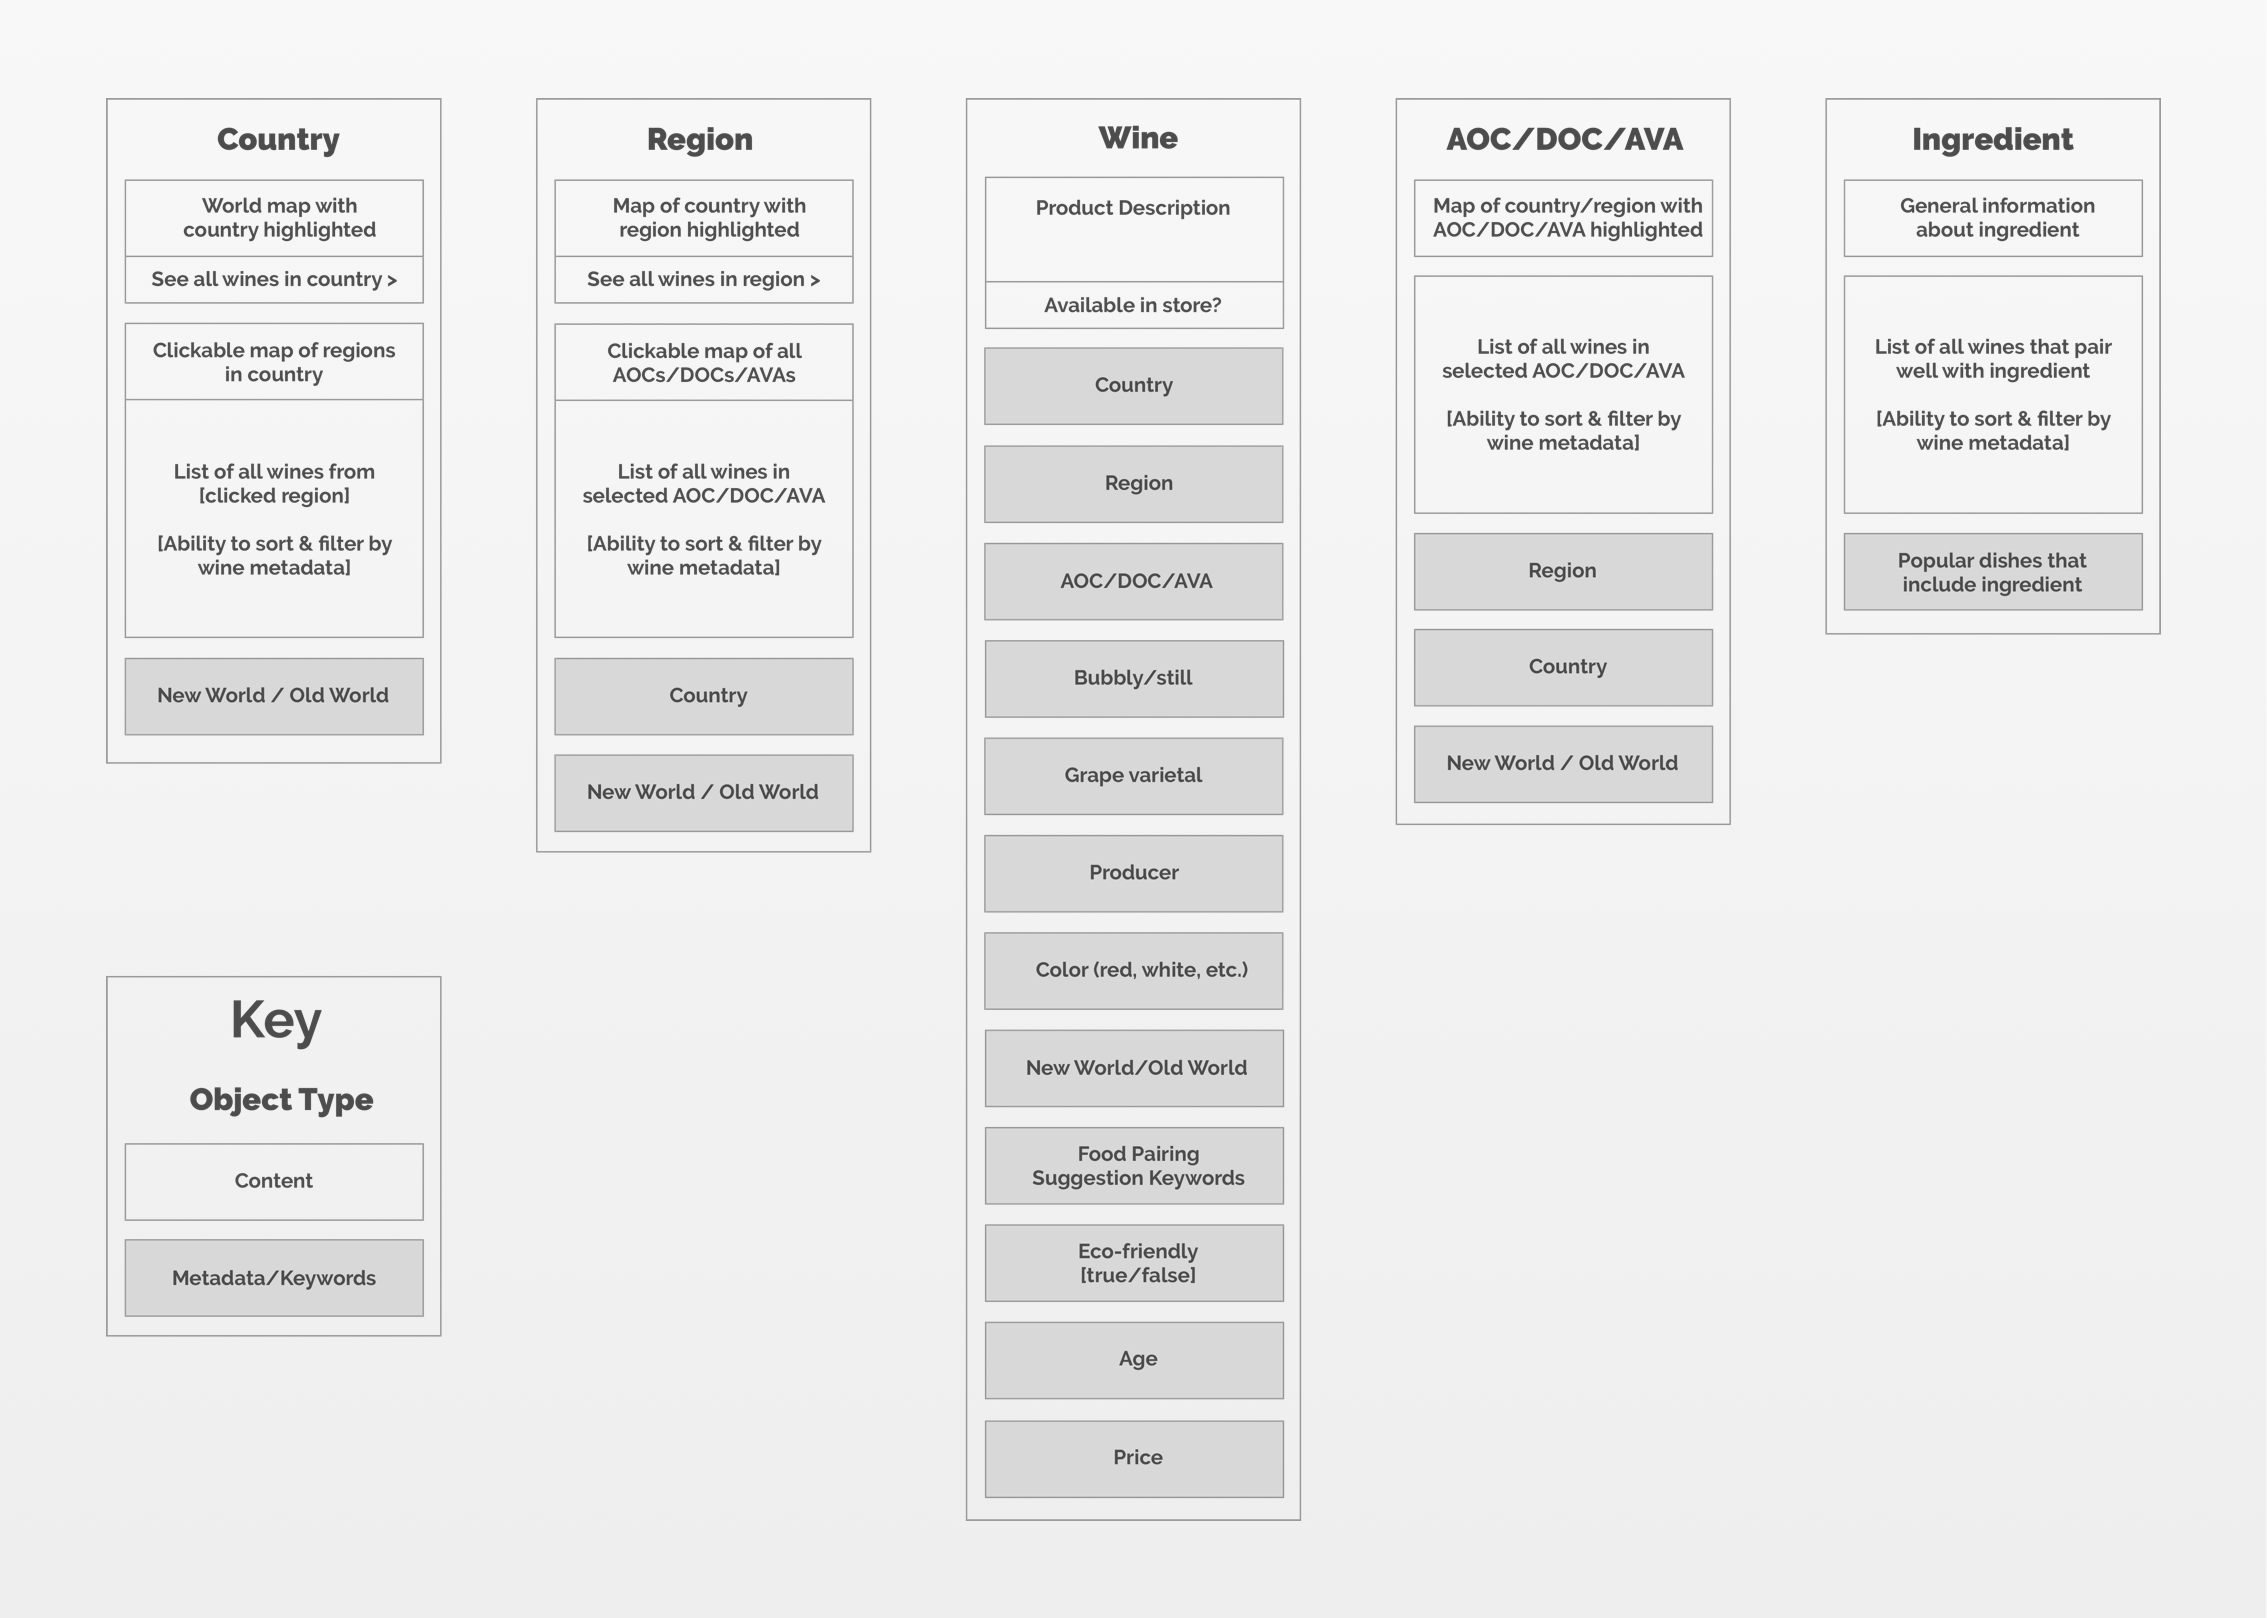 Country
World map with
country highlighted
See all wines in country >
Clickable map of regions
in country
List of all wines from
[clicked region]
[Ability to sort & filter by
wine metadata]
New World / Old World
Region
Map of country with
region highlighted
See all wines in region >
Clickable map of all
AOCs/DOCs/AVAs
List of all wines in
selected AOC/DOC/AVA
[Ability to sort & filter by
wine metadata]
Country
New World / Old World
Wine
Product Description
Available in store?
Country
Region
AOC/DOC/AVA
Bubbly/still
Grape varietal
Producer
Color (red, white, etc.)
New World/Old World
Food Pairing
Suggestion Keywords
Eco-friendly
[true/false]
Age
Price
AOC/DOC/AVA
Map of country/region with
AOC/DOC/AVA highlighted
List of all wines in
selected AOC/DOC/AVA
[Ability to sort & filter by
wine metadata]
Region
Country
New World / Old World
Ingredient
General information
about ingredient
List of all wines that pair
well with ingredient
[Ability to sort & filter by
wine metadata]
Popular dishes that
include ingredient
Key
Object Type
Content
Metadata/Keywords